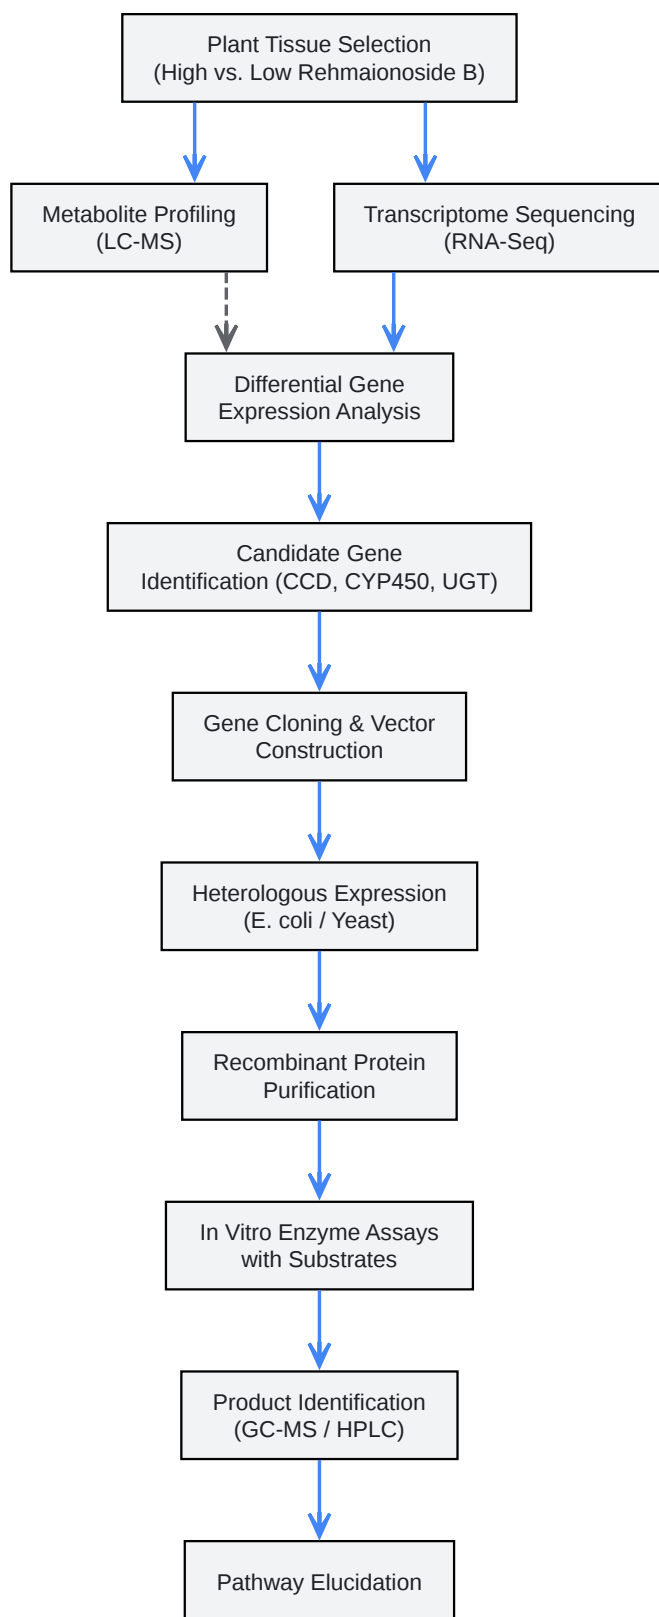 Plant Tissue Selection
(High vs. Low Rehmaionoside B)
Metabolite Profiling
(LC-MS)
Transcriptome Sequencing
(RNA-Seq)
Differential Gene
Expression Analysis
Candidate Gene
Identification (CCD, CYP450, UGT)
Gene Cloning & Vector
Construction
Heterologous Expression
(E. coli / Yeast)
Recombinant Protein
Purification
In Vitro Enzyme Assays
with Substrates
Product Identification
(GC-MS / HPLC)
Pathway Elucidation